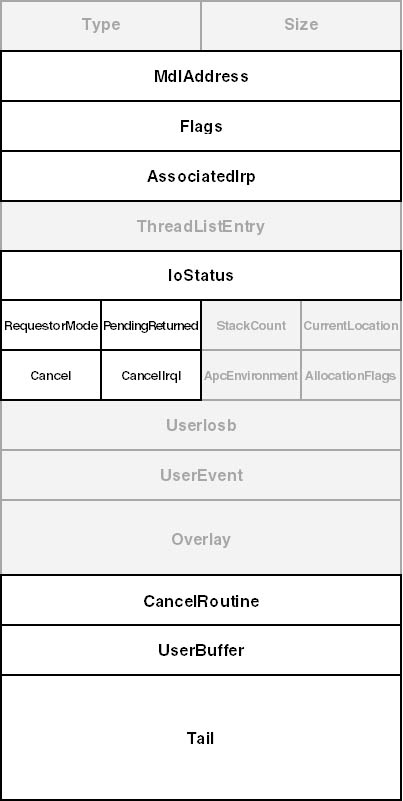 Type Size
MdlAddress
Flags
AssociatedIrp
ThreadListEntry
IoStatus
RequestorMode PendingReturned StackCount CurrentLocation
Cancel CancelIrql ApcEnvironment AllocationFlags
UserIosb
UserEvent
Overlay
CancelRoutine
UserBuffer
Tail